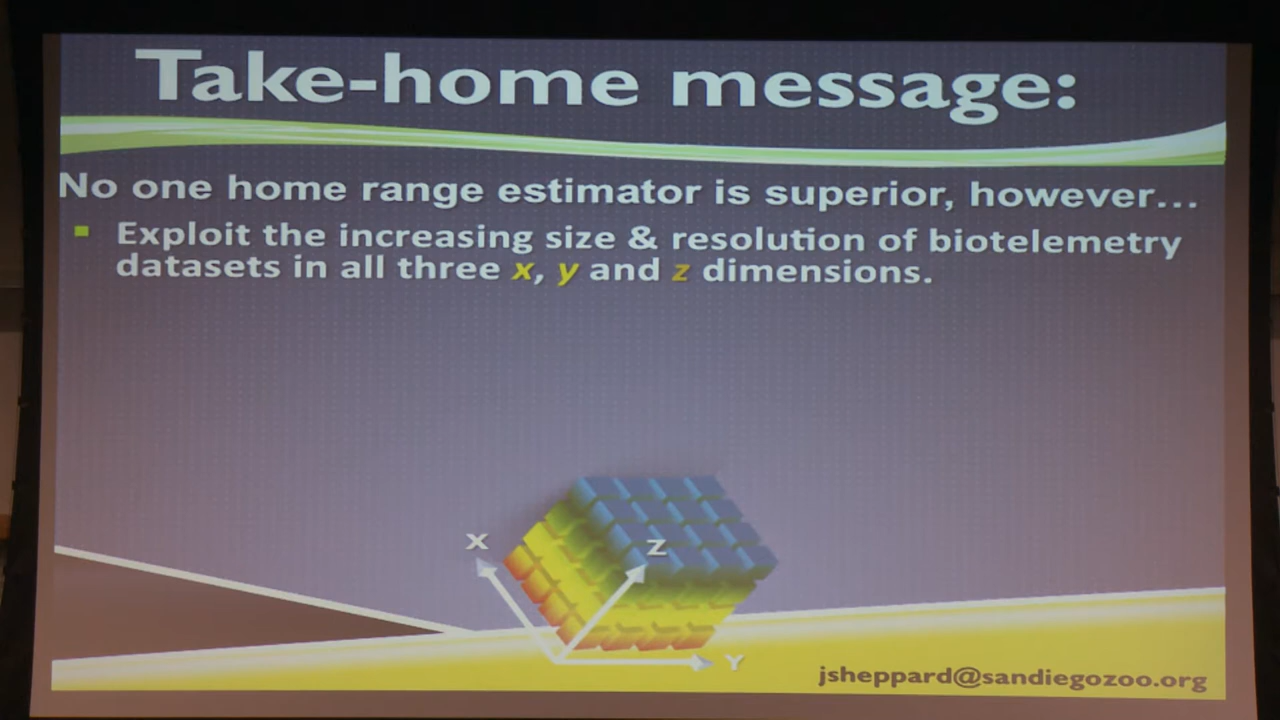 Take-home message:
No one home range estimator is superior, however...
Exploit the increasing size & resolution of biotelemetry
datasets in all three x, y and z dimensions.
X
Z
Y
jsheppard@sandiegozoo.org